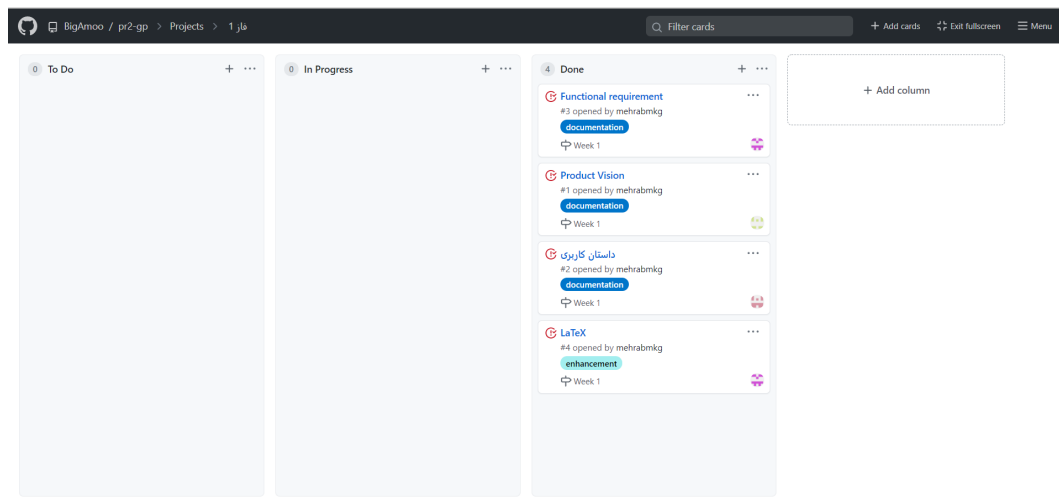 BigAmoo / pr2-gp > Projects > فاز 1
Filter cards
+ Add cards
Exit fullscreen
Menu
0 To Do
0 In Progress
4 Done
+ Add column
Functional requirement
#3 opened by mehrabmkg
documentation
Week 1
Product Vision
#1 opened by mehrabmkg
documentation
Week 1
داستان کاربری
#2 opened by mehrabmkg
documentation
Week 1
LaTeX
#4 opened by mehrabmkg
enhancement
Week 1